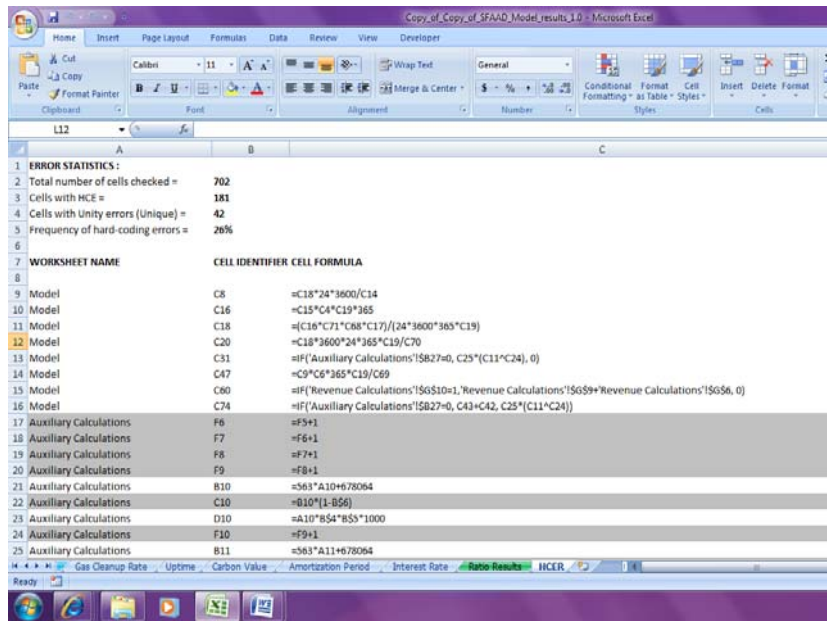 Copy_of_Copy_of_SFAAD_Model_results_1.0 - Microsoft Excel
Home Insert Page Layout Formulas Data Review View Developer
Paste Cut Copy Format Painter
Calibri 11 A A Wrap Text General
B I U A Merge & Center $ % , Conditional Formatting Format as Table Cell Styles Insert Delete Format
Clipboard Font Alignment Number Styles Cells
L12 fx
A B C
1 ERROR STATISTICS :
2 Total number of cells checked = 702
3 Cells with HCE = 181
4 Cells with Unity errors (Unique) = 42
5 Frequency of hard-coding errors = 26%
6
7 WORKSHEET NAME CELL IDENTIFIER CELL FORMULA
8
9 Model C8 =C18*24*3600/C14
10 Model C16 =C15*C4*C19*365
11 Model C18 =(C16*C71*C68*C17)/(24*3600*365*C19)
12 Model C20 =C18*3600*24*365*C19/C70
13 Model C31 =IF('Auxiliary Calculations'!$B27=0, C25*(C11^C24), 0)
14 Model C47 =C9*C6*365*C19/C69
15 Model C60 =IF('Revenue Calculations'!$G$10=1,'Revenue Calculations'!$G$9+'Revenue Calculations'!$G$6, 0)
16 Model C74 =IF('Auxiliary Calculations'!$B27=0, C43+C42, C25*(C11^C24))
17 Auxiliary Calculations F6 =F5+1
18 Auxiliary Calculations F7 =F6+1
19 Auxiliary Calculations F8 =F7+1
20 Auxiliary Calculations F9 =F8+1
21 Auxiliary Calculations B10 =563*A10+678064
22 Auxiliary Calculations C10 =B10*(1-B$6)
23 Auxiliary Calculations D10 =A10*B$4*B$5*1000
24 Auxiliary Calculations F10 =F9+1
25 Auxiliary Calculations B11 =563*A11+678064
Gas Cleanup Rate Uptime Carbon Value Amortization Period Interest Rate Ratio Results HCER
Ready